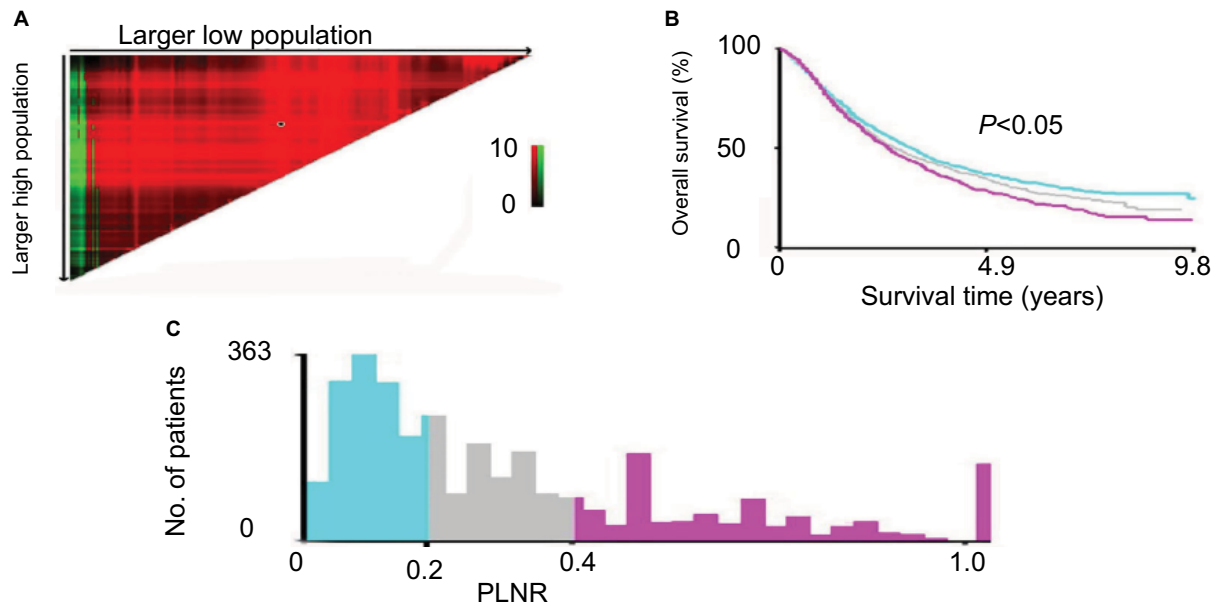 A
Larger low population
Larger high population
10
0
B
100
50
0
Overall survival (%)
P<0.05
0
4.9
9.8
Survival time (years)
C
363
0
No. of patients
0
0.2
0.4
1.0
PLNR